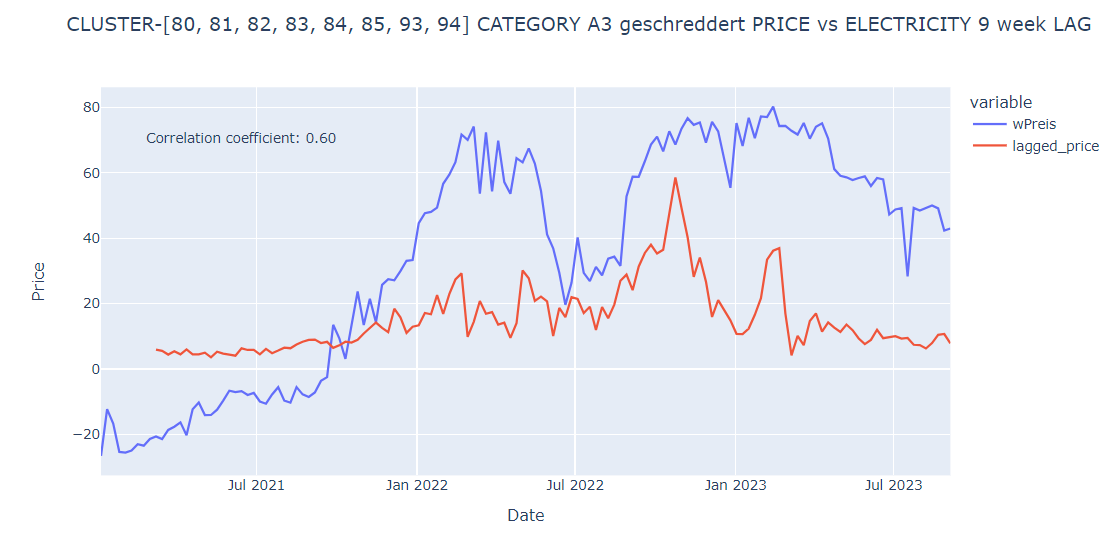 CLUSTER-[80, 81, 82, 83, 84, 85, 93, 94] CATEGORY A3 geschreddert PRICE vs ELECTRICITY 9 week LAG
variable
wPreis
lagged_price
Correlation coefficient: 0.60
80
60
40
20
0
−20
Price
Jul 2021
Jan 2022
Jul 2022
Jan 2023
Jul 2023
Date